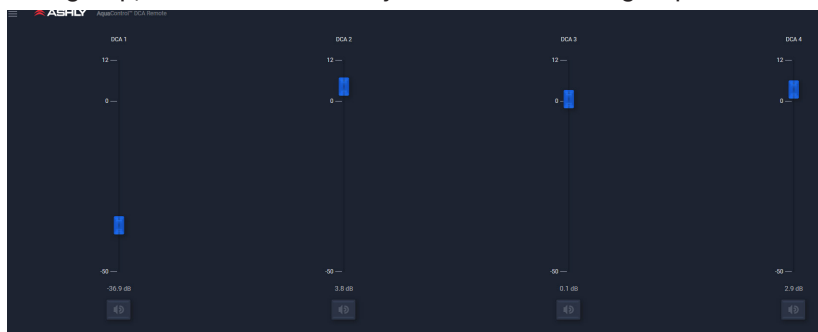 ASHLY AquaControl™ DCA Remote
DCA 1 DCA 2 DCA 3 DCA 4
12 12 12 12
0 0 0 0
-50 -50 -50 -50
-36.9 dB 3.8 dB 0.1 dB 2.9 dB